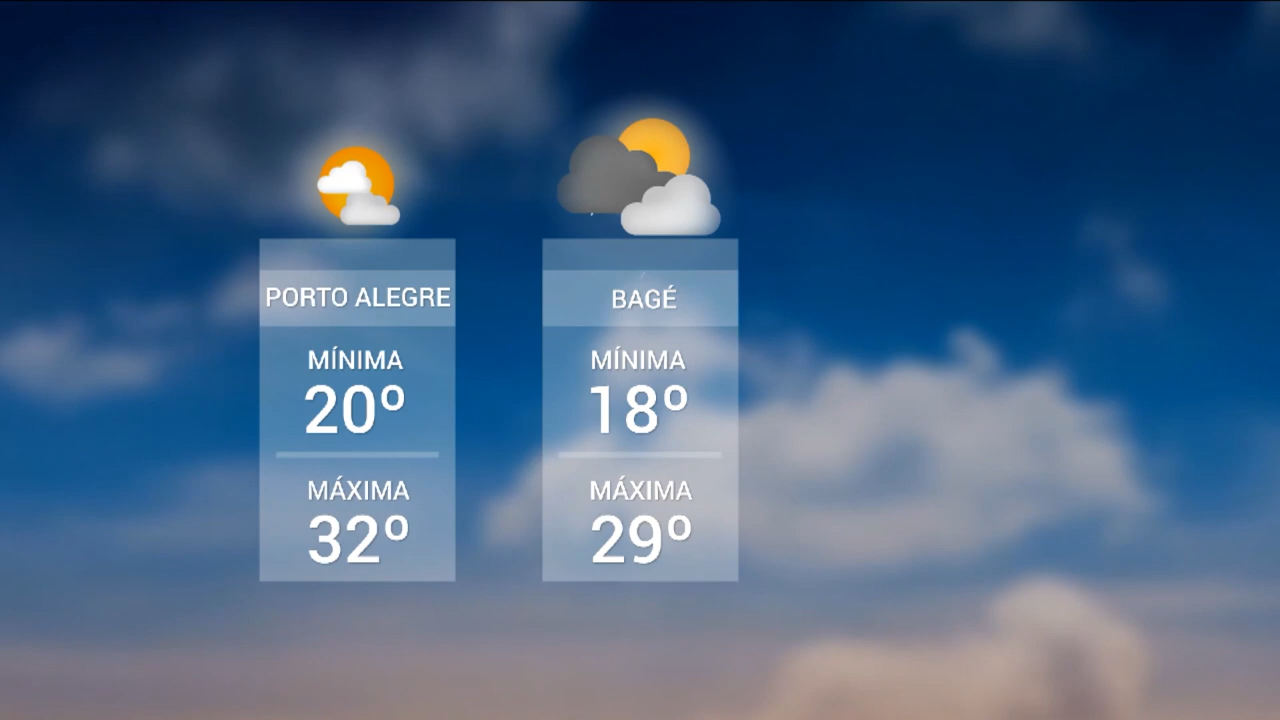 PORTO ALEGRE
MÍNIMA
20º
MÁXIMA
32º
BAGÉ
MÍNIMA
18º
MÁXIMA
29º